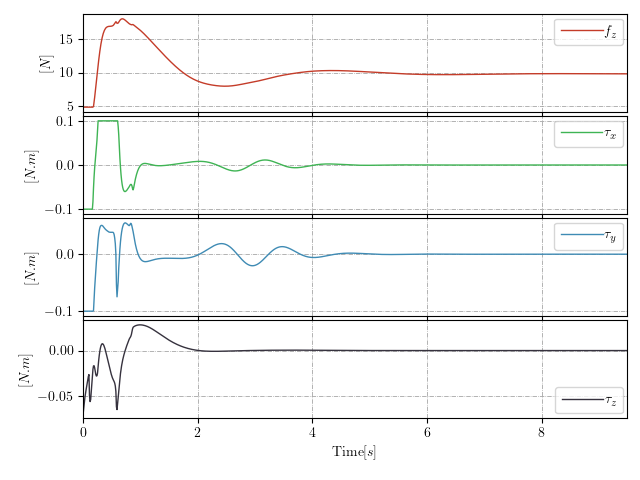 [N]
15
10
5
f_z
[N.m]
0.1
0.0
−0.1
τ_x
[N.m]
0.0
−0.1
τ_y
[N.m]
0.00
−0.05
τ_z
0 2 4 6 8
Time[s]